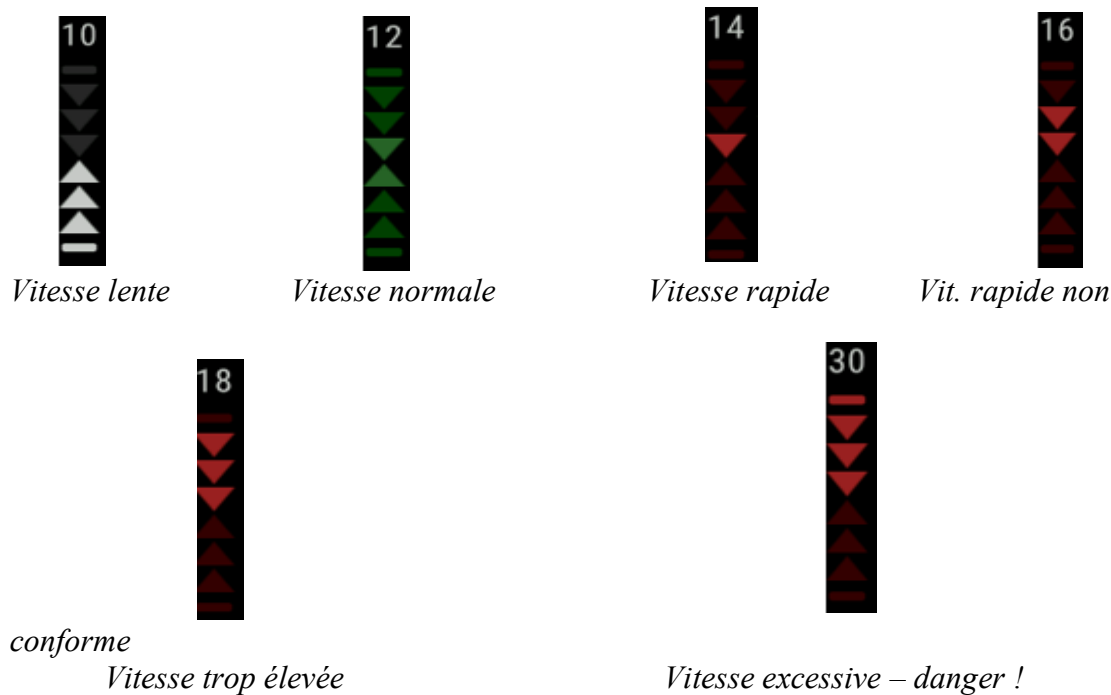 10 12 14 16
Vitesse lente Vitesse normale Vitesse rapide Vit. rapide non
18 30
conforme
Vitesse trop élevée Vitesse excessive – danger !